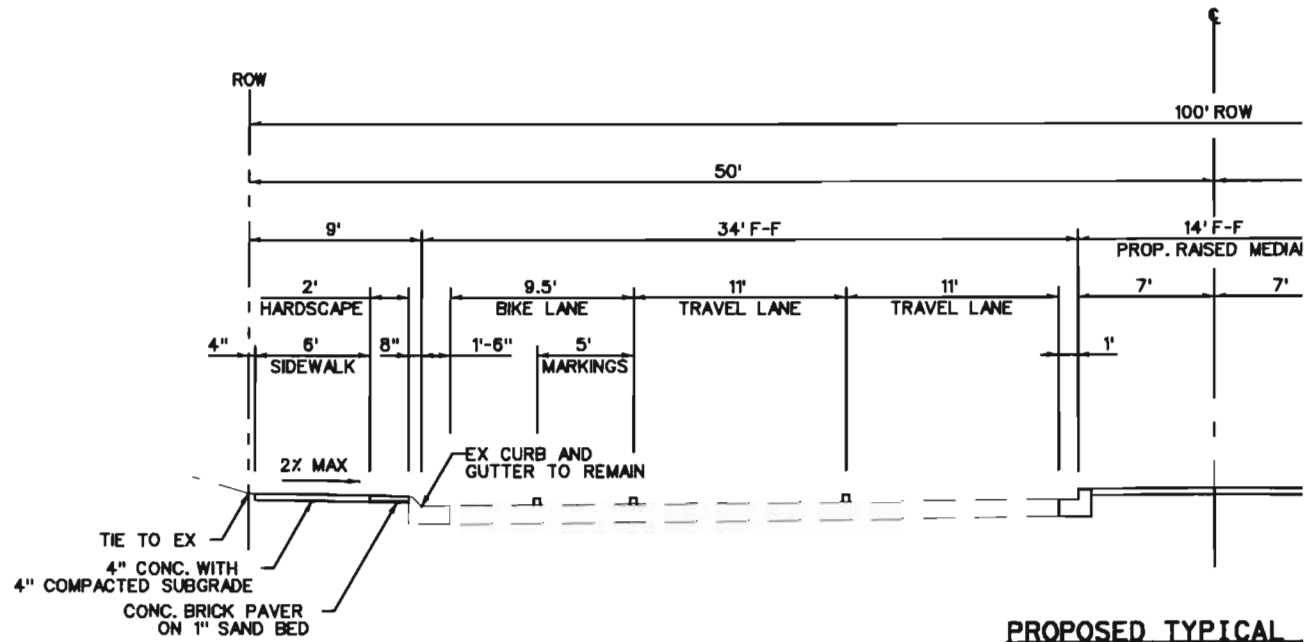 ℄
ROW
100' ROW
50'
9'
34' F-F
14' F-F
PROP. RAISED MEDIA
2'
HARDSCAPE
9.5'
BIKE LANE
11'
TRAVEL LANE
11'
TRAVEL LANE
7'
7'
4"
6'
SIDEWALK
8"
1'-6"
5'
MARKINGS
1'
2% MAX
EX CURB AND
GUTTER TO REMAIN
TIE TO EX
4" CONC. WITH
4" COMPACTED SUBGRADE
CONC. BRICK PAVER
ON 1" SAND BED
PROPOSED TYPICAL